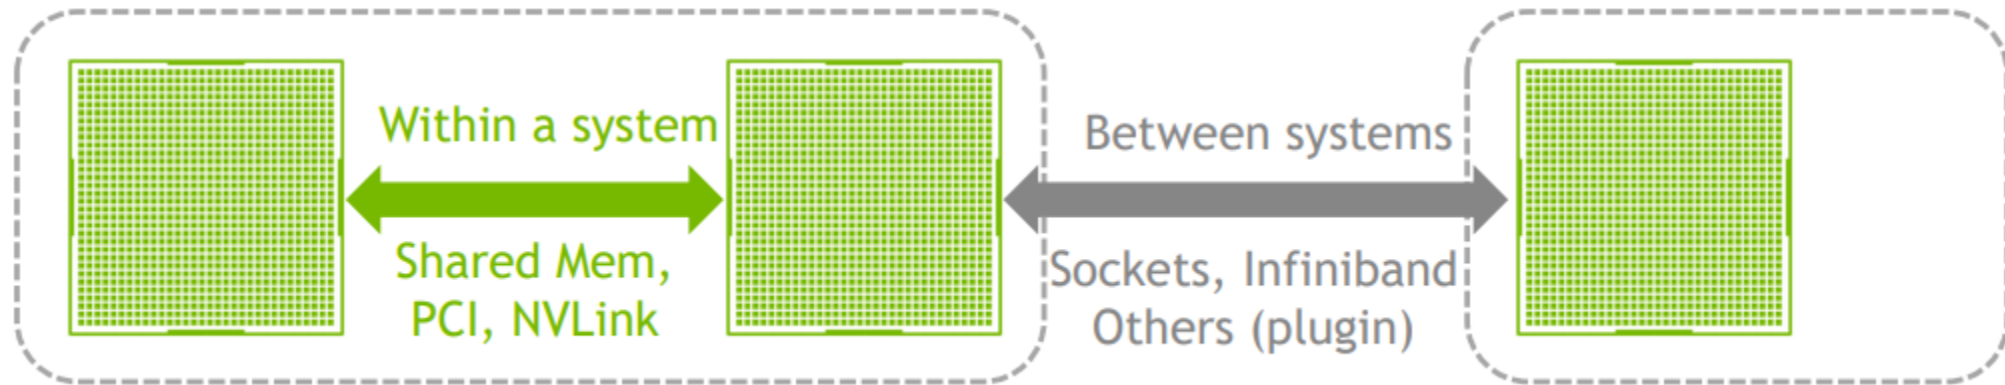 Within a system
Shared Mem,
PCI, NVLink
Between systems
Sockets, Infiniband
Others (plugin)